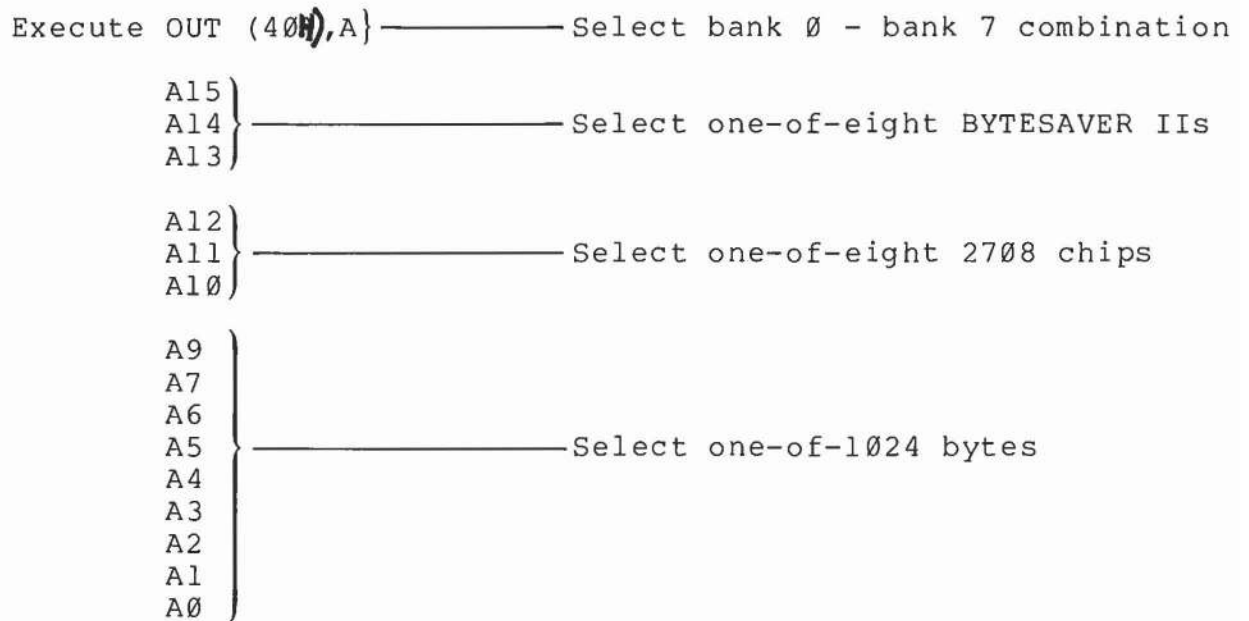 Execute OUT (4ØH),A}Select bank Ø - bank 7 combination
A15
A14 Select one-of-eight BYTESAVER IIs
A13
A12
A11 Select one-of-eight 27Ø8 chips
A1Ø
A9
A7
A6
A5 Select one-of-1Ø24 bytes
A4
A3
A2
A1
AØ